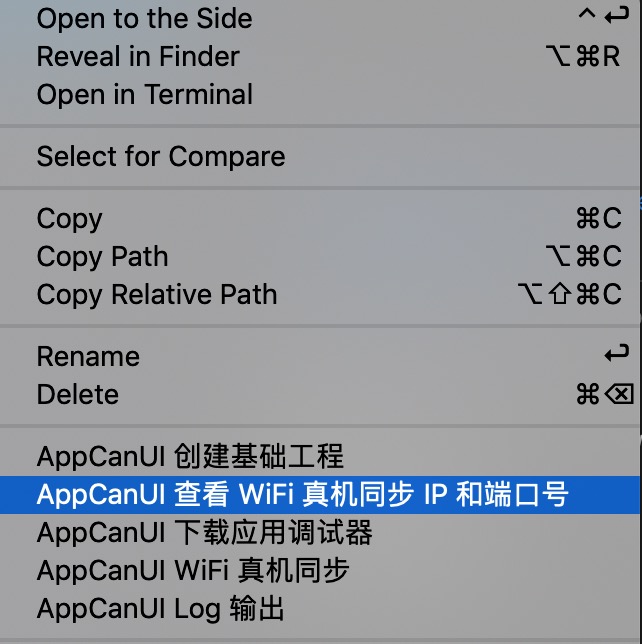 Open to the Side ^↩
Reveal in Finder ⌥⌘R
Open in Terminal
Select for Compare
Copy ⌘C
Copy Path ⌥⌘C
Copy Relative Path ⌥⇧⌘C
Rename ↩
Delete ⌘⌫
AppCanUI 创建基础工程
AppCanUI 查看 WiFi 真机同步 IP 和端口号
AppCanUI 下载应用调试器
AppCanUI WiFi 真机同步
AppCanUI Log 输出